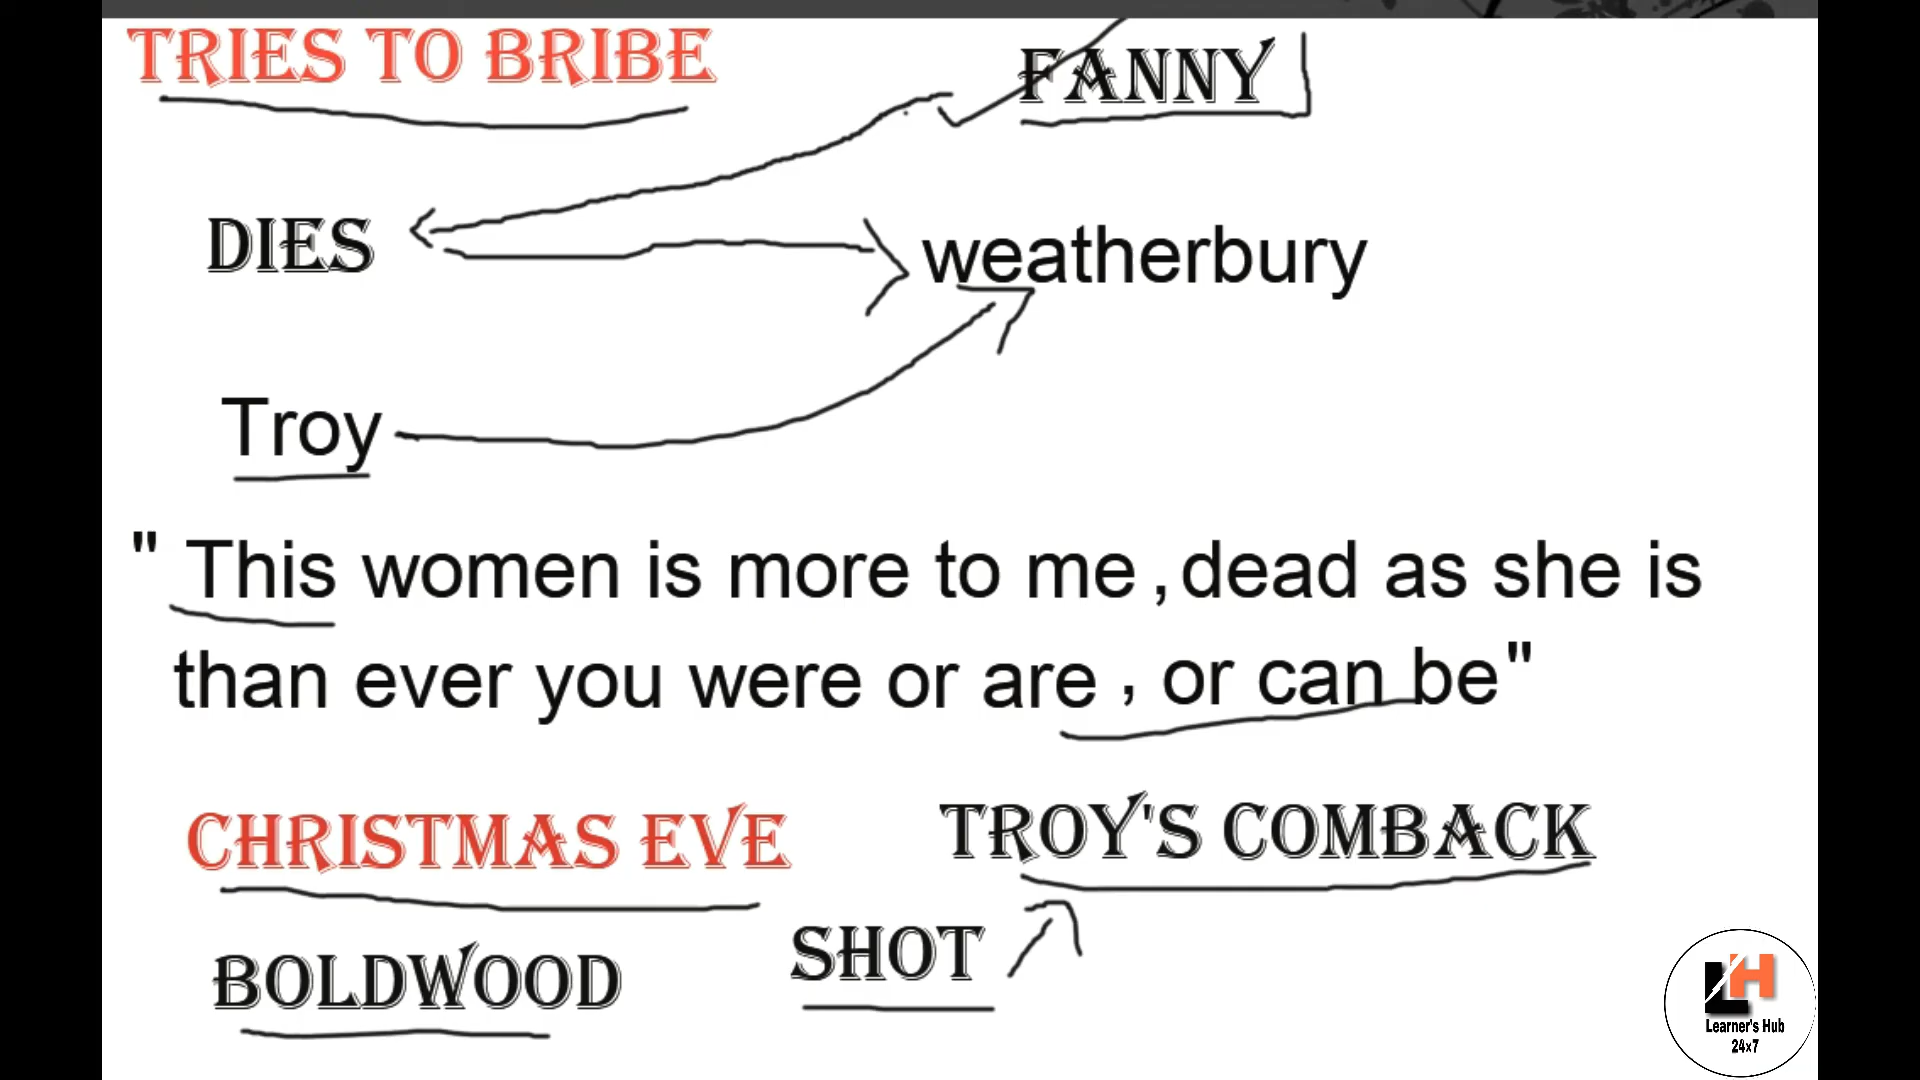 TRIES TO BRIBE
FANNY
DIES
weatherbury
Troy
" This women is more to me , dead as she is
than ever you were or are , or can be"
CHRISTMAS EVE
TROY'S COMBACK
SHOT
BOLDWOOD
LH
Learner's Hub
24x7